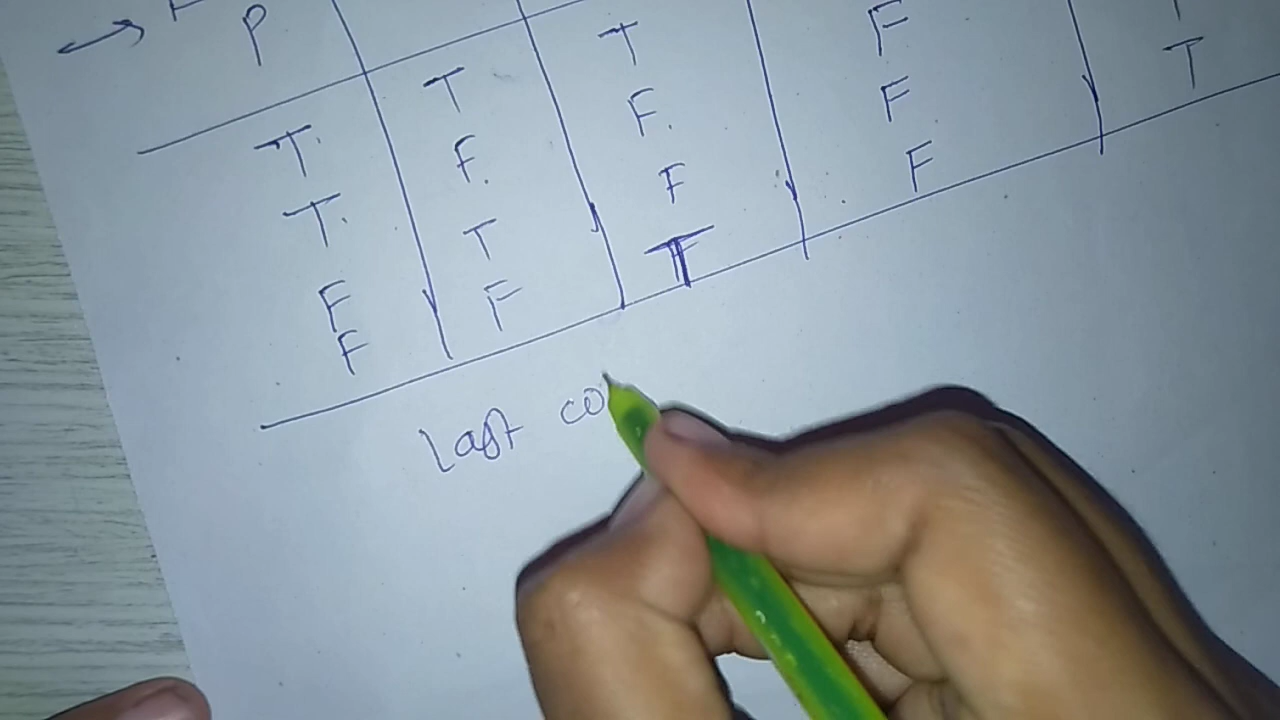 P
T T T F
T. F. F. F T
F T F F
F F T
last co